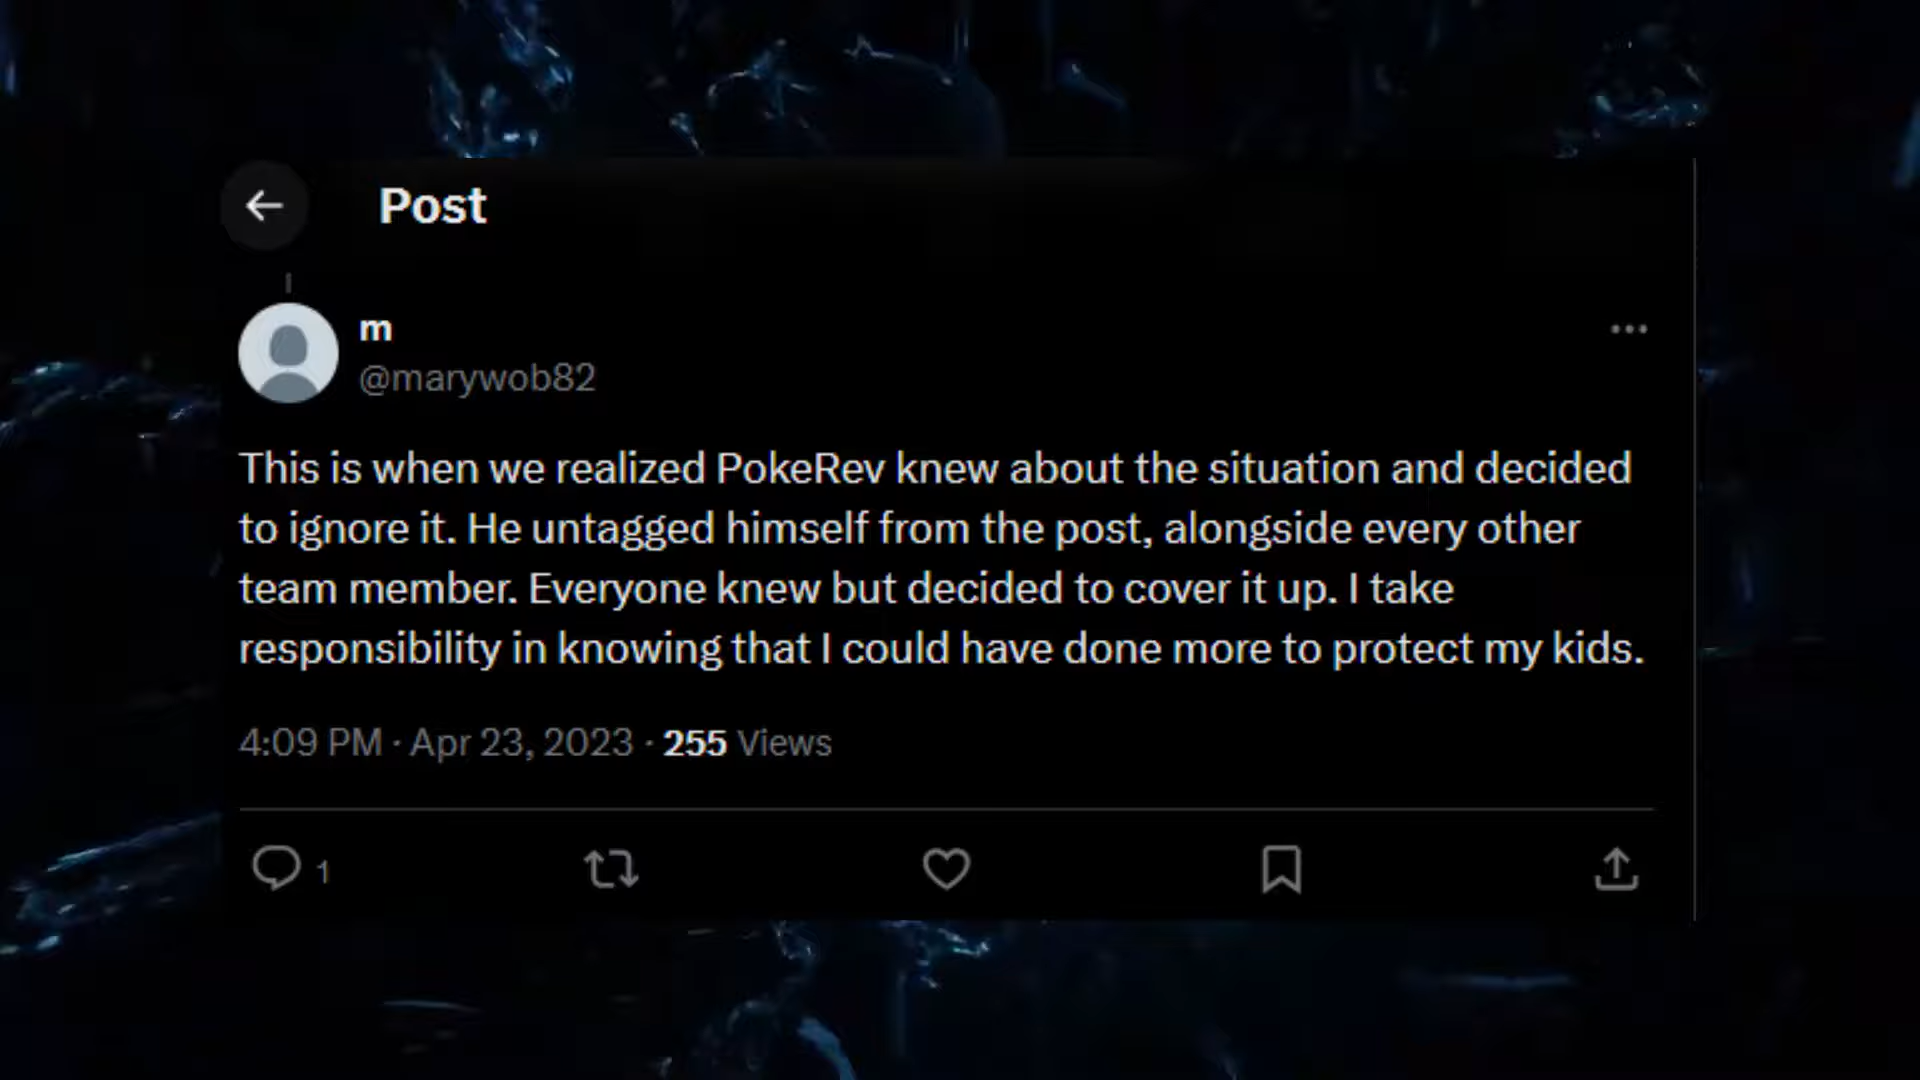 Post
m
@marywob82
This is when we realized PokeRev knew about the situation and decided
to ignore it. He untagged himself from the post, alongside every other
team member. Everyone knew but decided to cover it up. I take
responsibility in knowing that I could have done more to protect my kids.
4:09 PM · Apr 23, 2023 · 255 Views
1